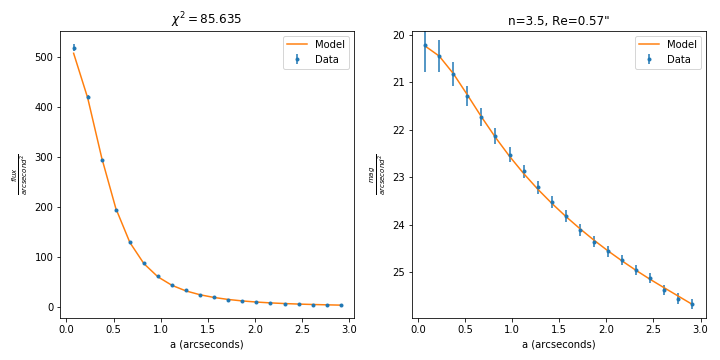 χ² = 85.635
Model
Data
500
400
300
200
100
0
flux
arcsecond²
0.0 0.5 1.0 1.5 2.0 2.5 3.0
a (arcseconds)
n=3.5, Re=0.57"
Model
Data
20
21
22
23
24
25
mag
arcsecond²
0.0 0.5 1.0 1.5 2.0 2.5 3.0
a (arcseconds)